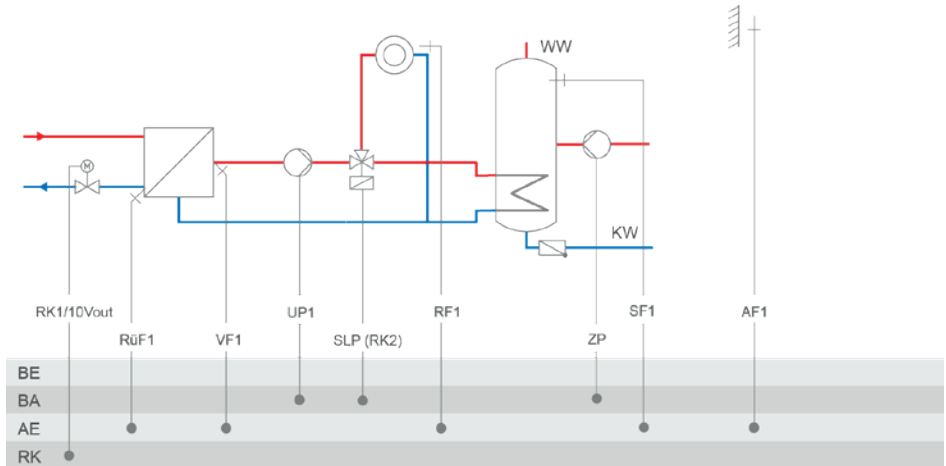 WW
M
KW
RK1/10Vout UP1 RF1 SF1 AF1
RüF1 VF1 SLP (RK2) ZP
BE
BA
AE
RK